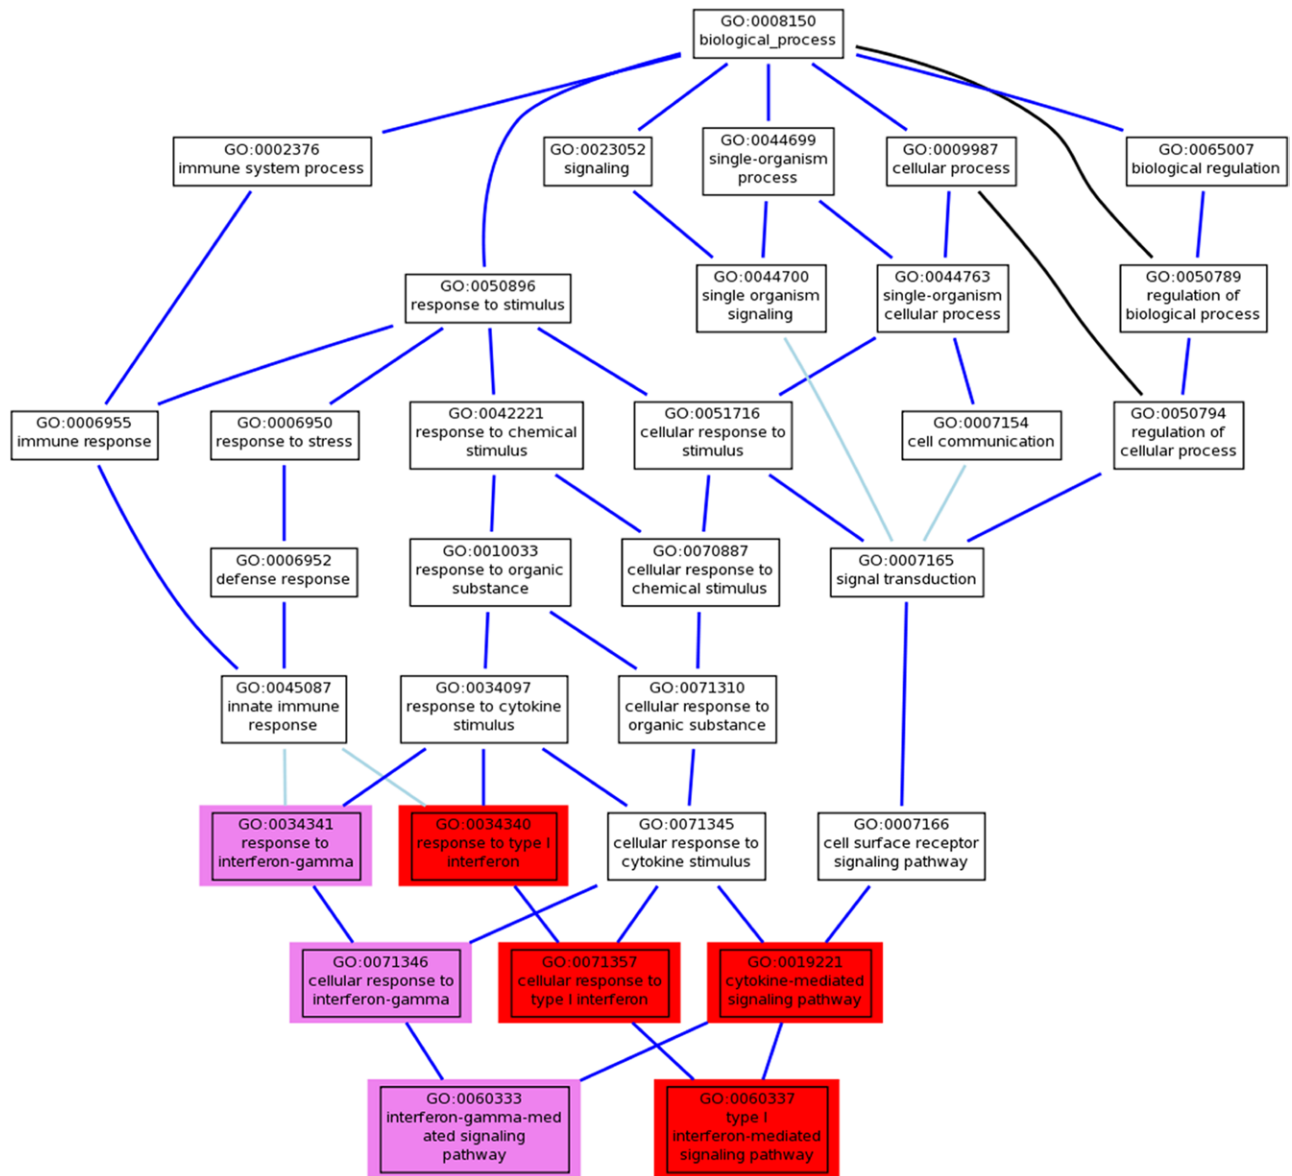 GO:0008150
biological_process
GO:0002376
immune system process
GO:0023052
signaling
GO:0044699
single-organism
process
GO:0009987
cellular process
GO:0065007
biological regulation
GO:0050896
response to stimulus
GO:0044700
single organism
signaling
GO:0044763
single-organism
cellular process
GO:0050789
regulation of
biological process
GO:0006955
immune response
GO:0006950
response to stress
GO:0042221
response to chemical
stimulus
GO:0051716
cellular response to
stimulus
GO:0007154
cell communication
GO:0050794
regulation of
cellular process
GO:0006952
defense response
GO:0010033
response to organic
substance
GO:0070887
cellular response to
chemical stimulus
GO:0007165
signal transduction
GO:0045087
innate immune
response
GO:0034097
response to cytokine
stimulus
GO:0071310
cellular response to
organic substance
GO:0034341
response to
interferon-gamma
GO:0034340
response to type I
interferon
GO:0071345
cellular response to
cytokine stimulus
GO:0007166
cell surface receptor
signaling pathway
GO:0071346
cellular response to
interferon-gamma
GO:0071357
cellular response to
type I interferon
GO:0019221
cytokine-mediated
signaling pathway
GO:0060333
interferon-gamma-med
ated signaling
pathway
GO:0060337
type I
interferon-mediated
signaling pathway